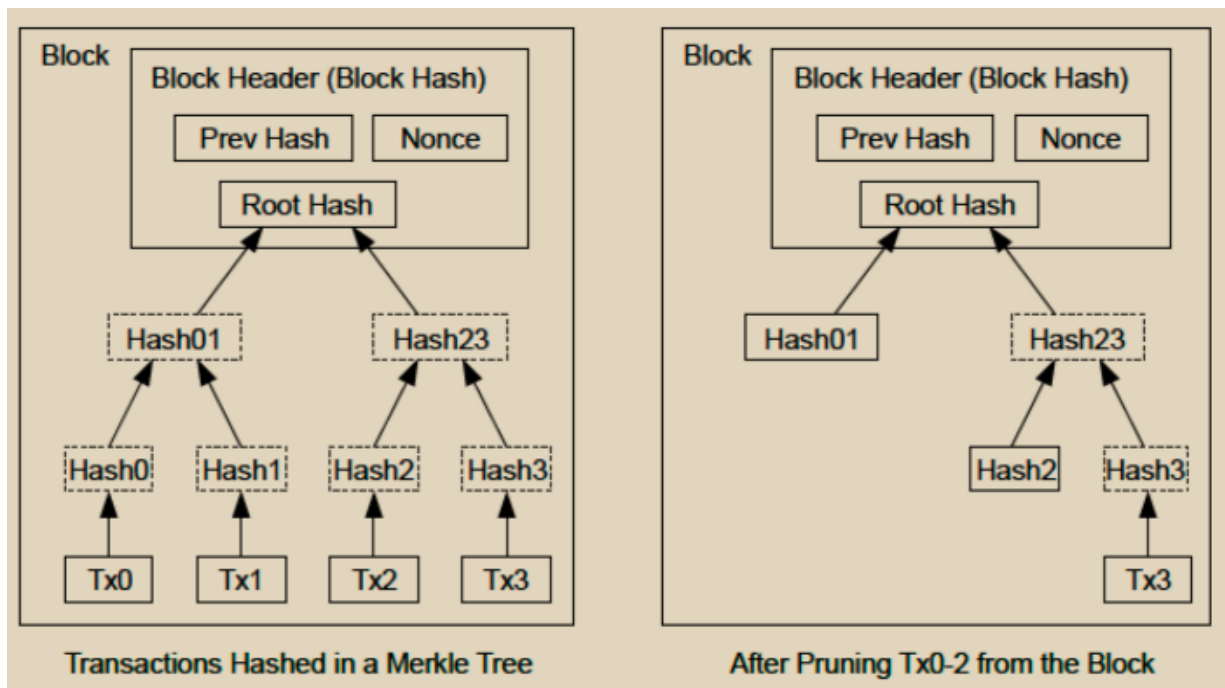 Block
Block Header (Block Hash)
Prev Hash
Nonce
Root Hash
Hash01
Hash23
Hash0
Hash1
Hash2
Hash3
Tx0
Tx1
Tx2
Tx3
Transactions Hashed in a Merkle Tree
Block
Block Header (Block Hash)
Prev Hash
Nonce
Root Hash
Hash01
Hash23
Hash2
Hash3
Tx3
After Pruning Tx0-2 from the Block